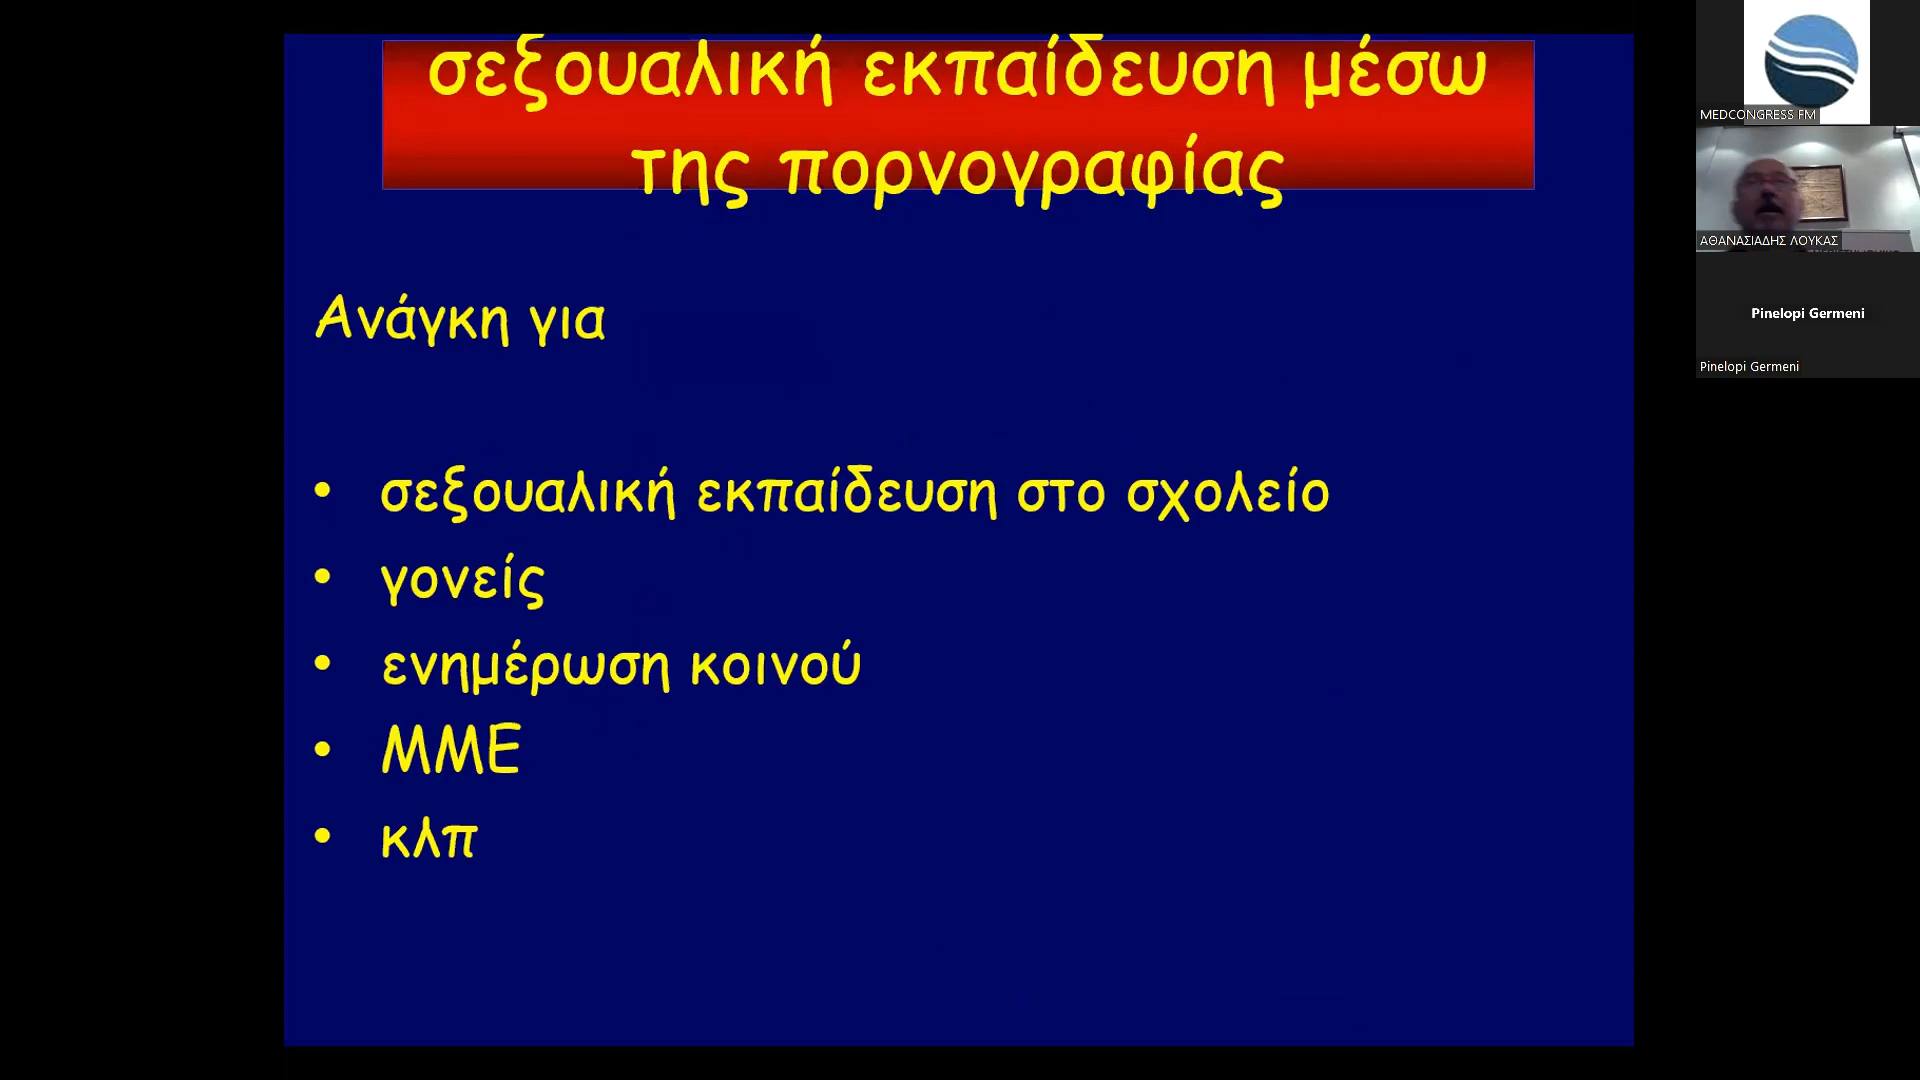 σεξουαλική εκπαίδευση μέσω
της πορνογραφίας
Ανάγκη για
• σεξουαλική εκπαίδευση στο σχολείο
• γονείς
• ενημέρωση κοινού
• ΜΜΕ
• κλπ
MEDCONGRESS FM
ΑΘΑΝΑΣΙΑΔΗΣ ΛΟΥΚΑΣ
Pinelopi Germeni
Pinelopi Germeni